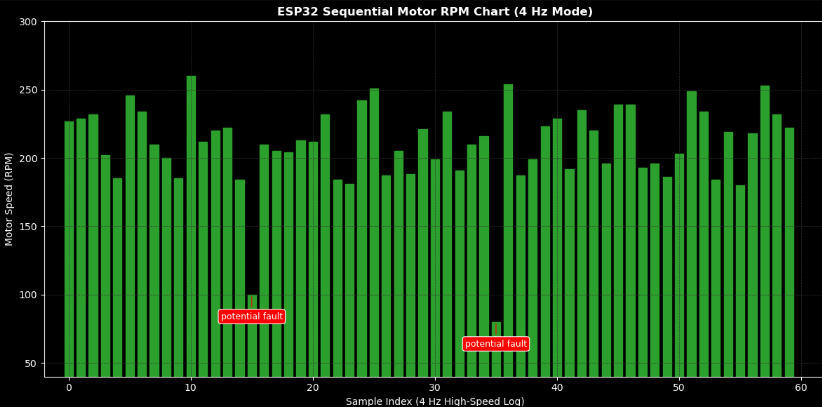 ESP32 Sequential Motor RPM Chart (4 Hz Mode)
300
250
200
150
100
50
Motor Speed (RPM)
potential fault
potential fault
0 10 20 30 40 50 60
Sample Index (4 Hz High-Speed Log)